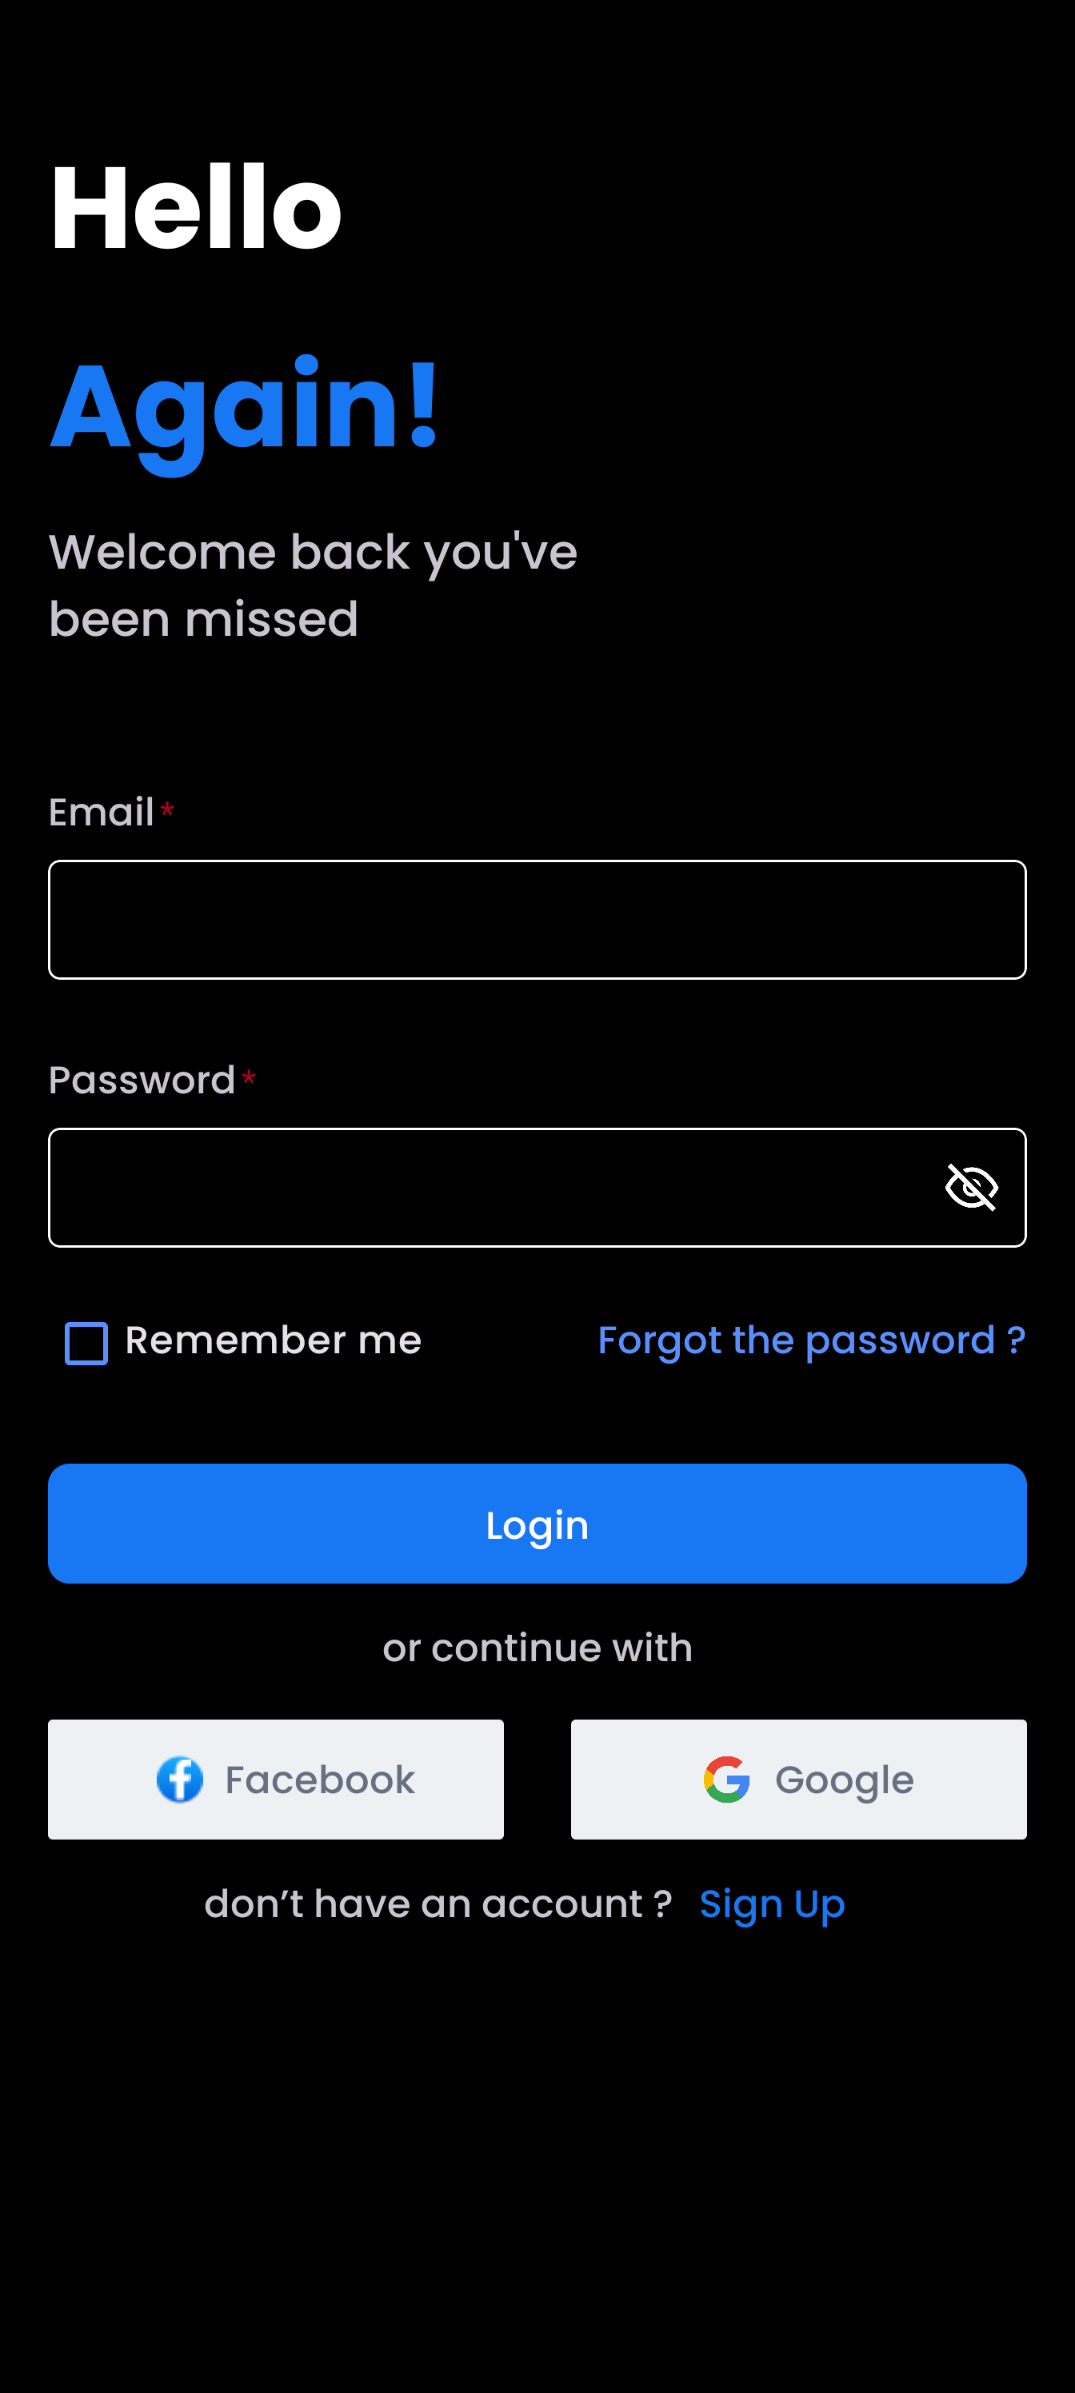 Hello
Again!
Welcome back you've
been missed
Email*
Password*
Remember me
Forgot the password ?
Login
or continue with
Facebook
Google
don’t have an account ? Sign Up